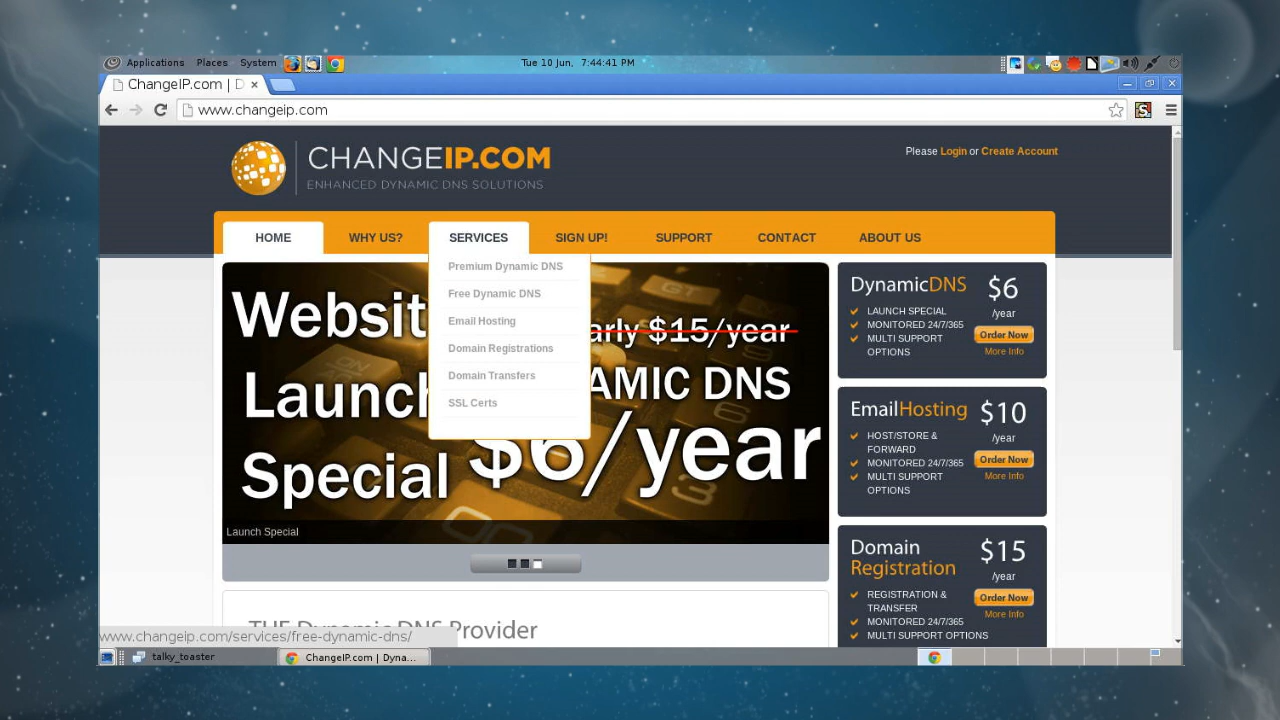 Applications Places System
Tue 10 Jun, 7:44:41 PM
ChangeIP.com | D
www.changeip.com
CHANGEIP.COM
ENHANCED DYNAMIC DNS SOLUTIONS
Please Login or Create Account
HOME WHY US? SERVICES SIGN UP! SUPPORT CONTACT ABOUT US
Premium Dynamic DNS
Free Dynamic DNS
Email Hosting
Domain Registrations
Domain Transfers
SSL Certs
Websit
Launch
Special
arly $15/year
AMIC DNS
$6/year
Launch Special
DynamicDNS
$6
/year
LAUNCH SPECIAL
MONITORED 24/7/365
MULTI SUPPORT
OPTIONS
Order Now
More Info
EmailHosting
$10
/year
HOST/STORE &
FORWARD
MONITORED 24/7/365
MULTI SUPPORT
OPTIONS
Order Now
More Info
Domain
Registration
$15
/year
REGISTRATION &
TRANSFER
MONITORED 24/7/365
MULTI SUPPORT OPTIONS
Order Now
More Info
THE Dynamic DNS Provider
www.changeip.com/services/free-dynamic-dns/
talky_toaster
ChangeIP.com | Dyna...